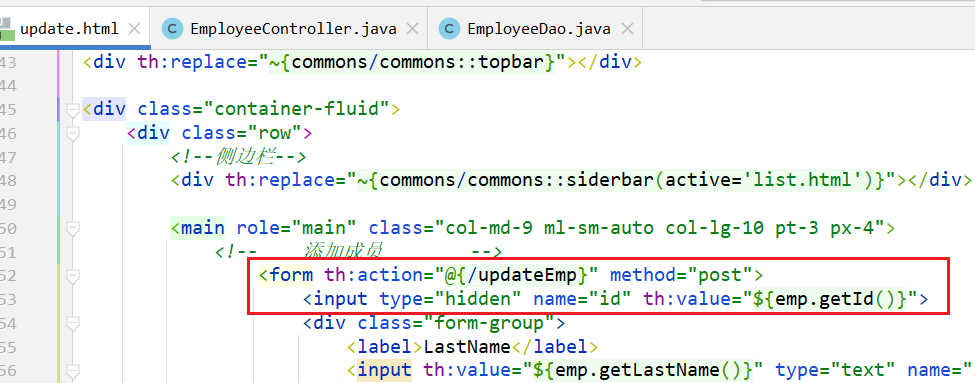 update.html EmployeeController.java EmployeeDao.java
43 <div th:replace="~{commons/commons::topbar}"></div>
44
45 <div class="container-fluid">
46 <div class="row">
47 <!--侧边栏-->
48 <div th:replace="~{commons/commons::siderbar(active='list.html')}"></div>
49
50 <main role="main" class="col-md-9 ml-sm-auto col-lg-10 pt-3 px-4">
51 <!-- 添加成员 -->
52 <form th:action="@{/updateEmp}" method="post">
53 <input type="hidden" name="id" th:value="${emp.getId()}">
54 <div class="form-group">
55 <label>LastName</label>
56 <input th:value="${emp.getLastName()}" type="text" name="